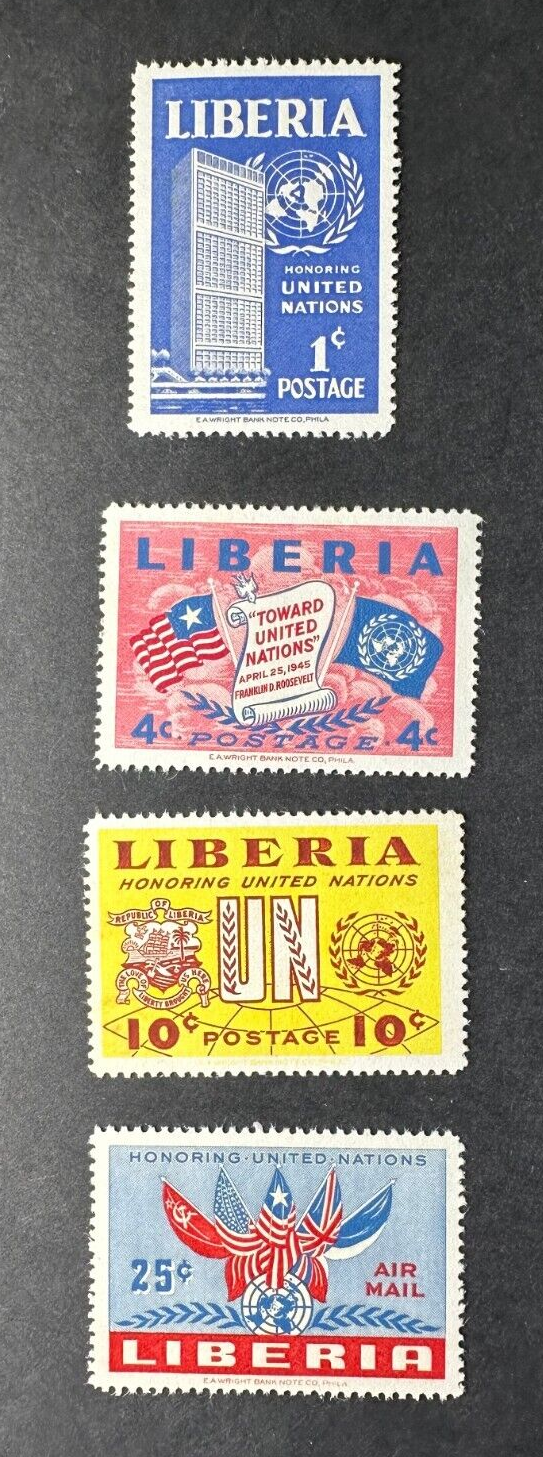 LIBERIA
HONORING
UNITED
NATIONS
1¢
POSTAGE
E.A.WRIGHT BANK NOTE CO, PHILA
LIBERIA
"TOWARD
UNITED
NATIONS"
APRIL 25, 1945
FRANKLIN D. ROOSEVELT
4c. POSTAGE. 4c
E.A.WRIGHT BANK NOTE CO, PHILA.
LIBERIA
HONORING UNITED NATIONS
REPUBLIC OF LIBERIA
UN
THE LOVE OF LIBERTY BROUGHT US HERE
10¢ POSTAGE 10¢
HONORING·UNITED·NATIONS
25¢
AIR
MAIL
LIBERIA
E.A.WRIGHT BANK NOTE CO, PHILA.